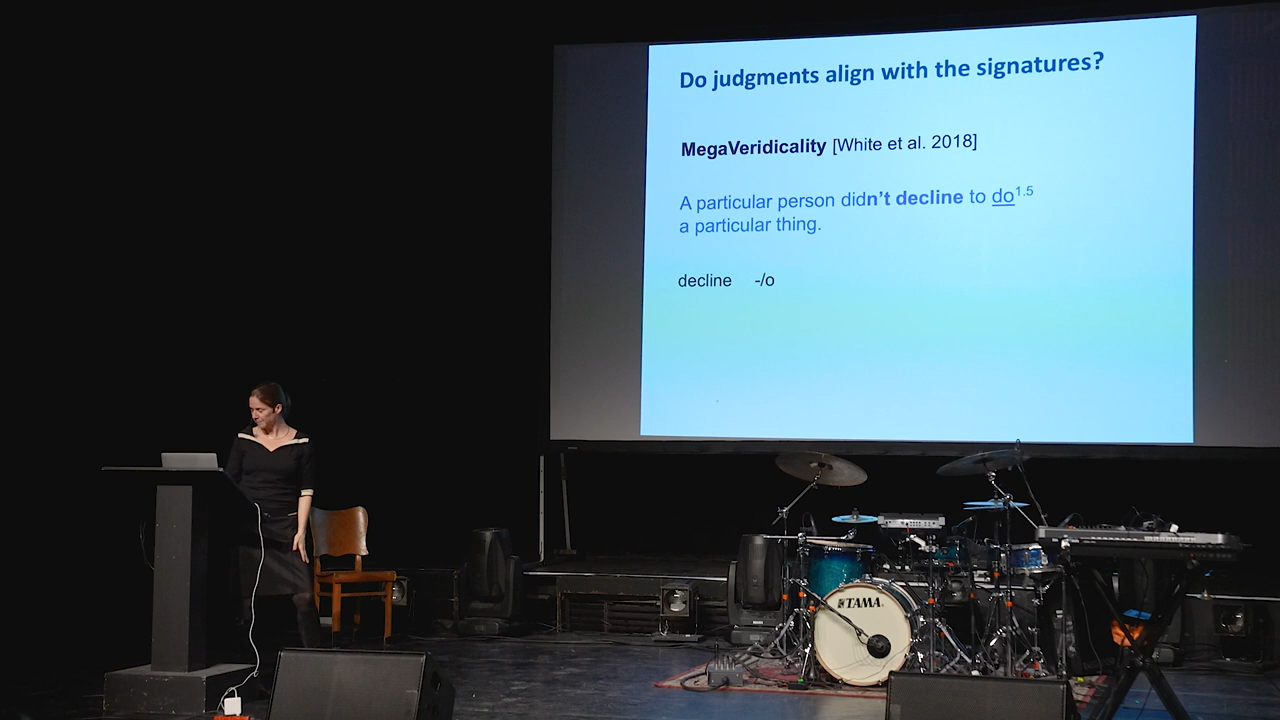 Do judgments align with the signatures?
MegaVeridicality [White et al. 2018]
A particular person didn't decline to do1.5
a particular thing.
decline -/o
TAMA